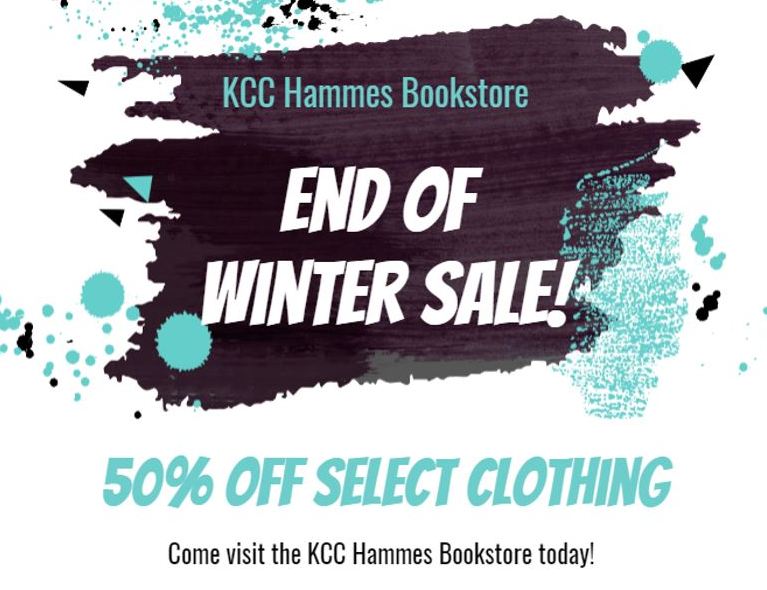 KCC Hammes Bookstore
END OF
WINTER SALE!
50% OFF SELECT CLOTHING
Come visit the KCC Hammes Bookstore today!